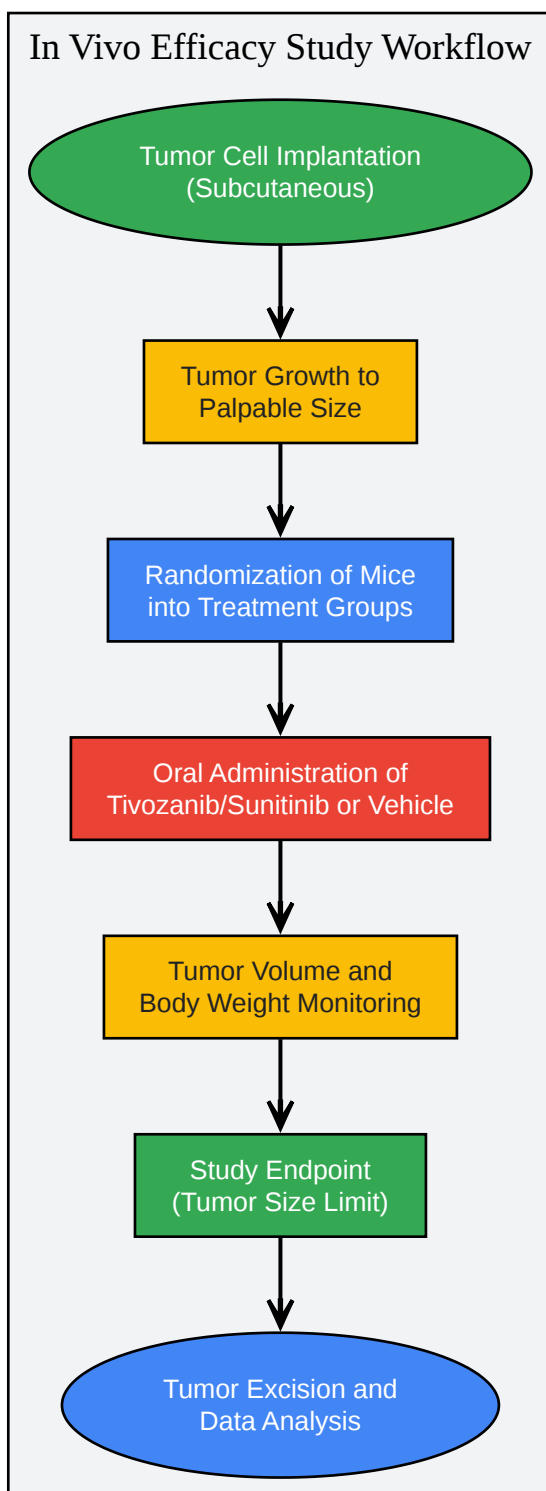 In Vivo Efficacy Study Workflow
Tumor Cell Implantation
(Subcutaneous)
Tumor Growth to
Palpable Size
Randomization of Mice
into Treatment Groups
Oral Administration of
Tivozanib/Sunitinib or Vehicle
Tumor Volume and
Body Weight Monitoring
Study Endpoint
(Tumor Size Limit)
Tumor Excision and
Data Analysis